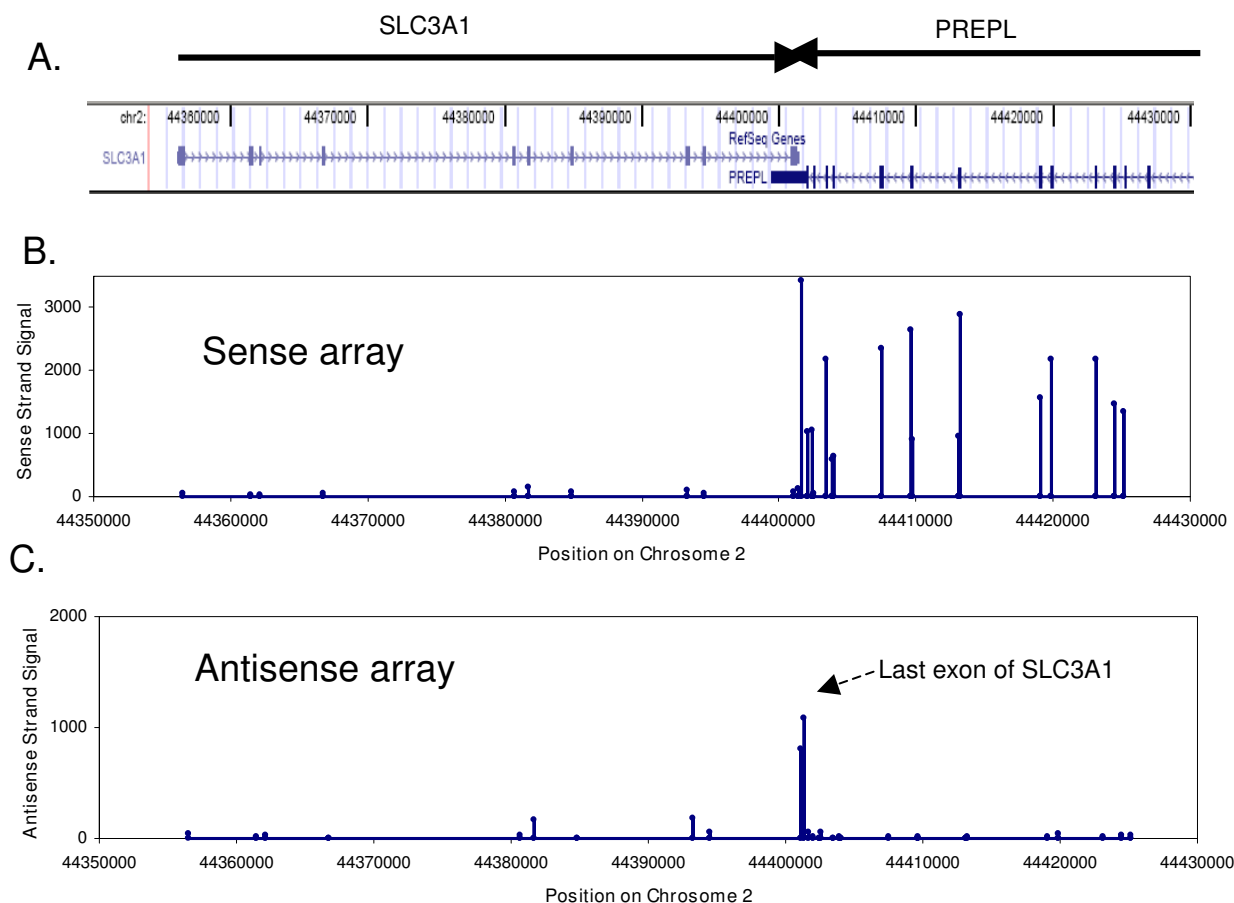 SLC3A1 PREPL
A.
chr2: 44360000 44370000 44380000 44390000 44400000 44410000 44420000 44430000
RefSeq Genes
SLC3A1
PREPL
B.
Sense Strand Signal
3000
2000
1000
0
Sense array
44350000 44360000 44370000 44380000 44390000 44400000 44410000 44420000 44430000
Position on Chrosome 2
C.
Antisense Strand Signal
2000
1000
0
Antisense array
Last exon of SLC3A1
44350000 44360000 44370000 44380000 44390000 44400000 44410000 44420000 44430000
Position on Chrosome 2